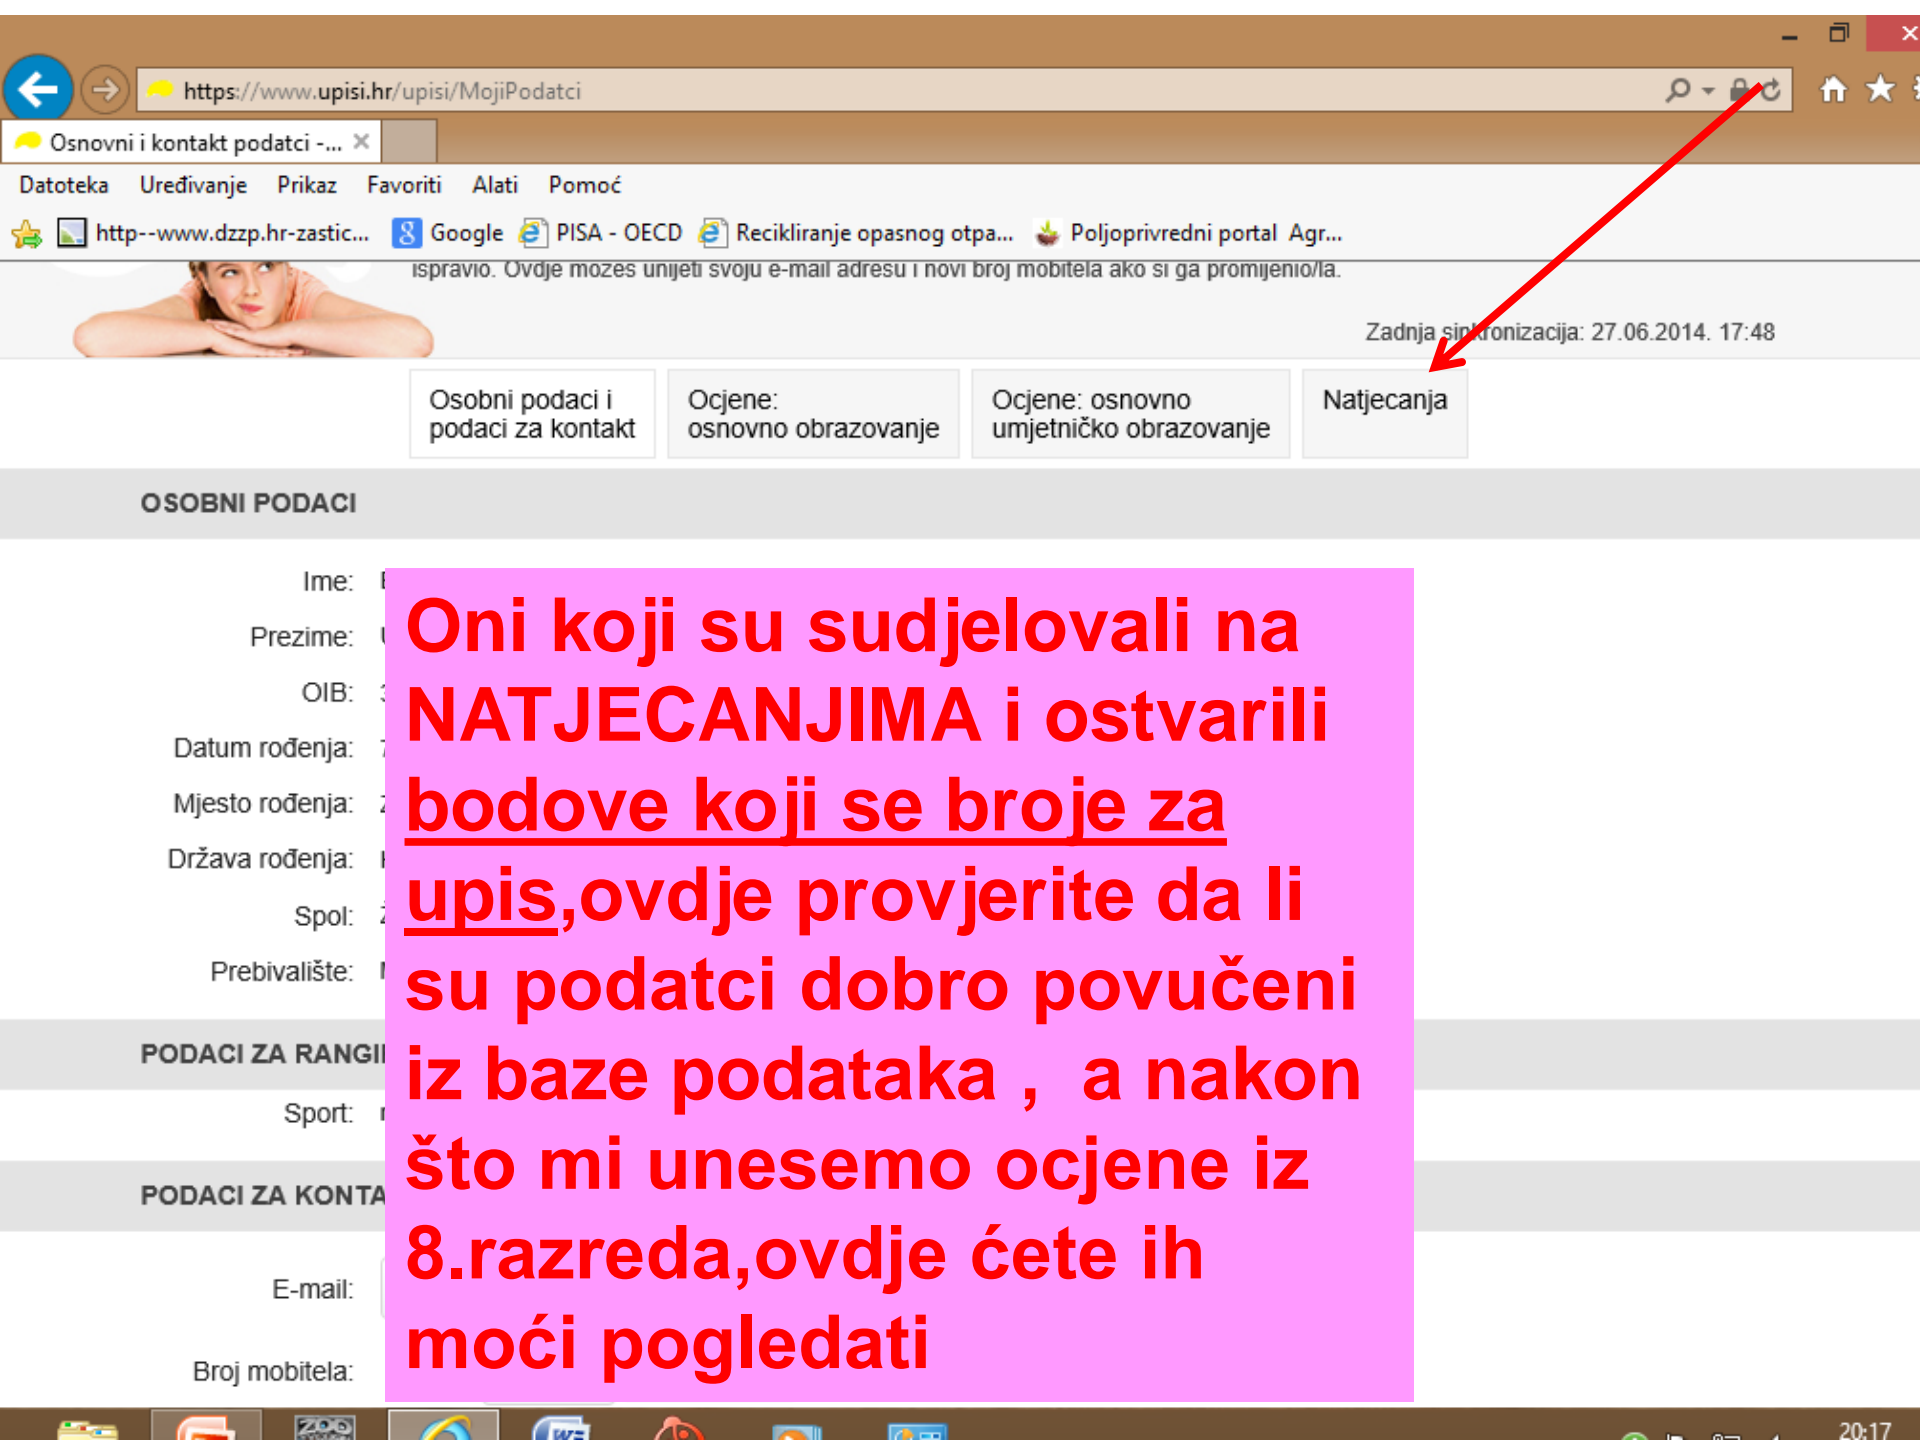 https://www.upisi.hr/upisi/MojiPodatci
Osnovni i kontakt podatci -...
Datoteka Uređivanje Prikaz Favoriti Alati Pomoć
http--www.dzzp.hr-zastic... Google PISA - OECD Recikliranje opasnog otpa... Poljoprivredni portal Agr...
ispravio. Ovdje možeš unijeti svoju e-mail adresu i novi broj mobitela ako si ga promijenio/la.
Zadnja sinkronizacija: 27.06.2014. 17:48
Osobni podaci i
podaci za kontakt
Ocjene:
osnovno obrazovanje
Ocjene: osnovno
umjetničko obrazovanje
Natjecanja
OSOBNI PODACI
Ime:
Prezime:
OIB:
Datum rođenja:
Mjesto rođenja:
Država rođenja:
Spol:
Prebivalište:
PODACI ZA
Sport:
PODACI ZA
E-mail:
Broj mobitela:
Oni koji su sudjelovali na
NATJECANJIMA i ostvarili
bodove koji se broje za
upis,ovdje provjerite da li
su podatci dobro povučeni
iz baze podataka , a nakon
što mi unesemo ocjene iz
8.razreda,ovdje ćete ih
moći pogledati
20:17